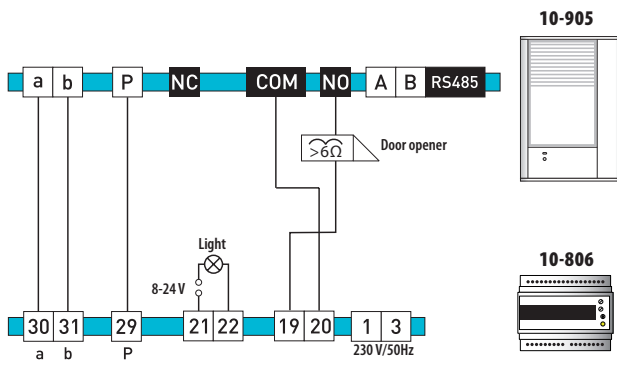 10-905
a b P NC COM NO A B RS485
>6Ω Door opener
Light
8-24 V
10-806
30 31 29 21 22 19 20 1 3
a b P 230 V/50Hz